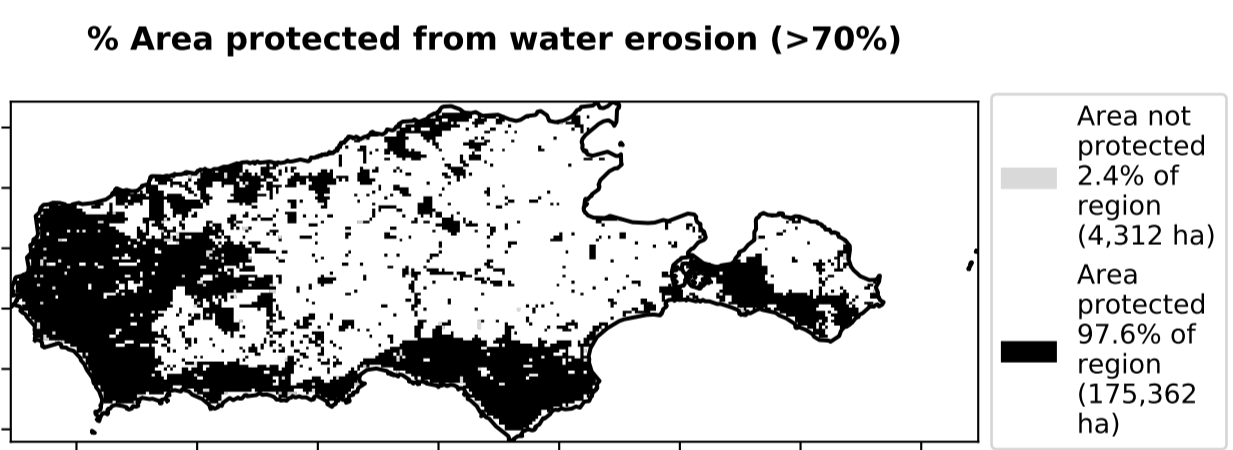 % Area protected from water erosion (>70%)
Area not
protected
2.4% of
region
(4,312 ha)
Area
protected
97.6% of
region
(175,362
ha)